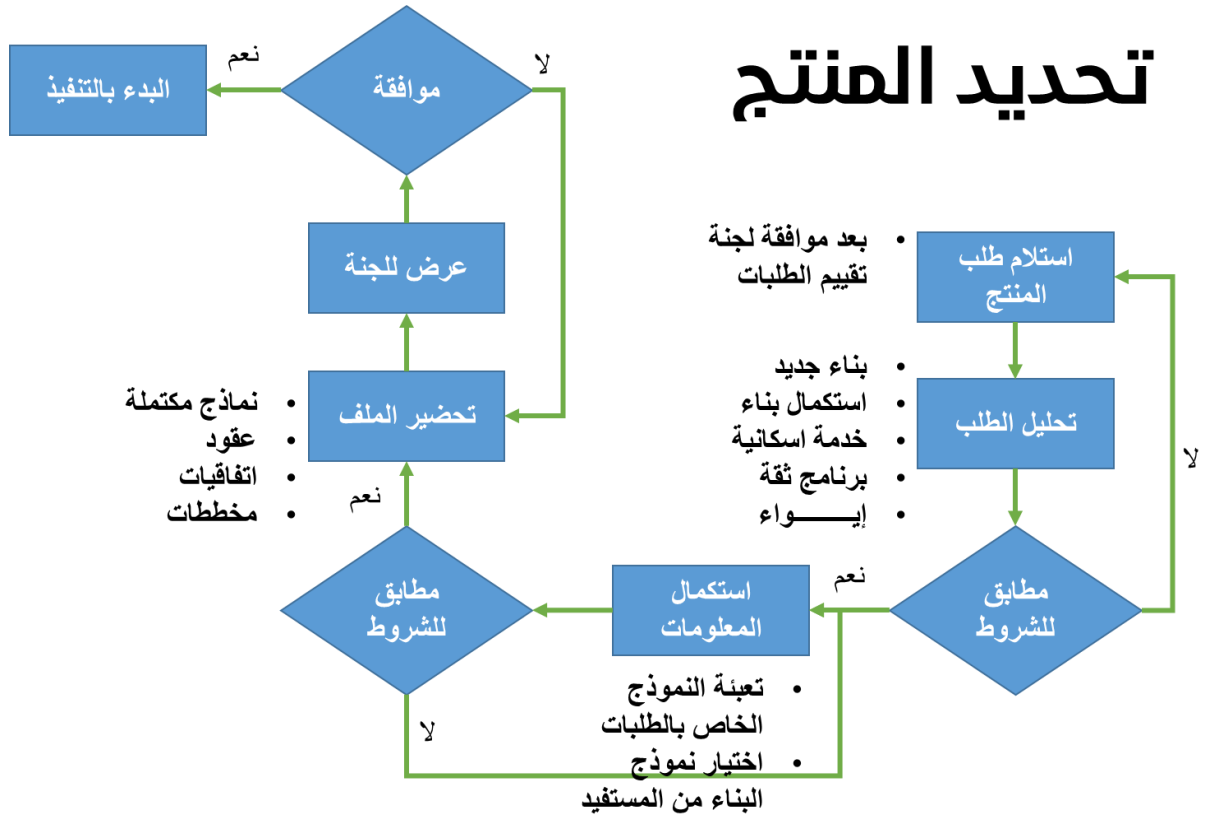 تحديد المنتج
استلام طلب
المنتج
• بعد موافقة لجنة
تقييم الطلبات
تحليل الطلب
• بناء جديد
• استكمال بناء
• خدمة اسكانية
• برنامج ثقة
• إيـــــــواء
مطابق
للشروط
لا
نعم
استكمال
المعلومات
• تعبئة النموذج
الخاص بالطلبات
• اختيار نموذج
البناء من المستفيد
مطابق
للشروط
لا
نعم
تحضير الملف
• نماذج مكتملة
• عقود
• اتفاقيات
• مخططات
عرض للجنة
موافقة
لا
نعم
البدء بالتنفيذ